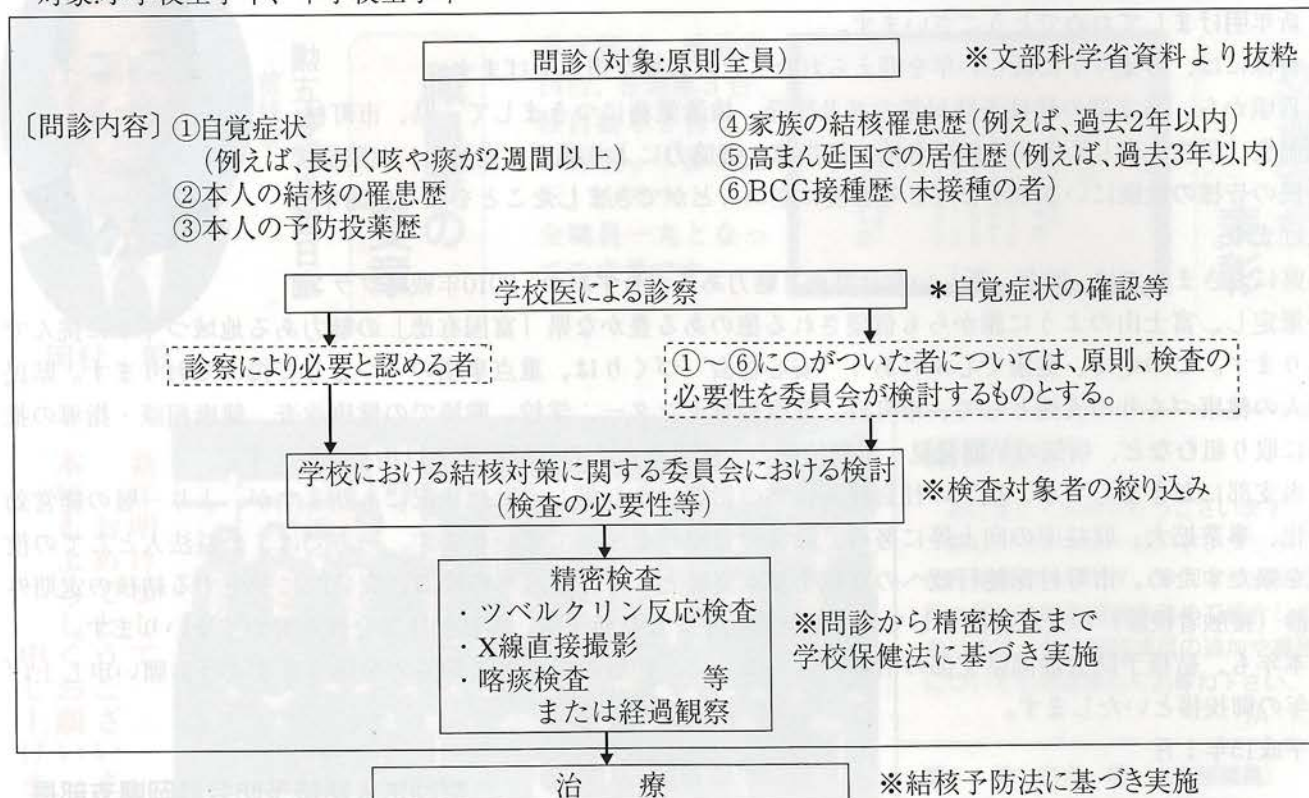 問診(対象:原則全員)
※文部科学省資料より抜粋
〔問診内容〕
①自覚症状
(例えば、長引く咳や痰が2週間以上)
②本人の結核の罹患歴
③本人の予防投薬歴
④家族の結核罹患歴(例えば、過去2年以内)
⑤高まん延国での居住歴(例えば、過去3年以内)
⑥BCG接種歴(未接種の者)
学校医による診察
*自覚症状の確認等
診察により必要と認める者
①~⑥に○がついた者については、原則、検査の
必要性を委員会が検討するものとする。
学校における結核対策に関する委員会における検討
(検査の必要性等)
※検査対象者の絞り込み
精密検査
・ツベルクリン反応検査
・X線直接撮影
・喀痰検査 等
または経過観察
※問診から精密検査まで
学校保健法に基づき実施
治 療
※結核予防法に基づき実施